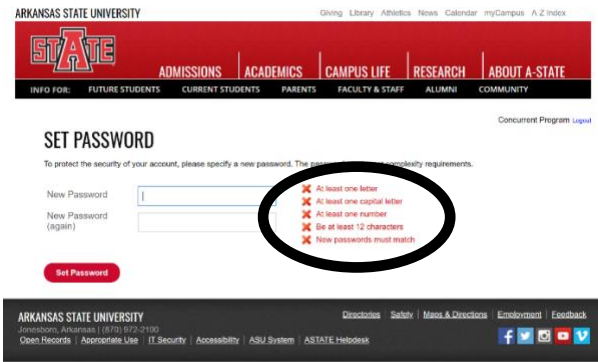 ARKANSAS STATE UNIVERSITY
Giving Library Athletics News Calendar myCampus A-Z Index
STATE
ADMISSIONS ACADEMICS CAMPUS LIFE RESEARCH ABOUT A-STATE
INFO FOR: FUTURE STUDENTS CURRENT STUDENTS PARENTS FACULTY & STAFF ALUMNI COMMUNITY
Concurrent Program Logout
SET PASSWORD
To protect the security of your account, please specify a new password. The complexity requirements.
New Password
New Password
(again)
At least one letter
At least one capital letter
At least one number
Be at least 12 characters
New passwords must match
Set Password
ARKANSAS STATE UNIVERSITY
Jonesboro, Arkansas | (870) 972-2100
Open Records | Appropriate Use | IT Security | Accessibility | ASU System | ASTATE Helpdesk
Directories | Safety | Maps & Directions | Employment | Feedback